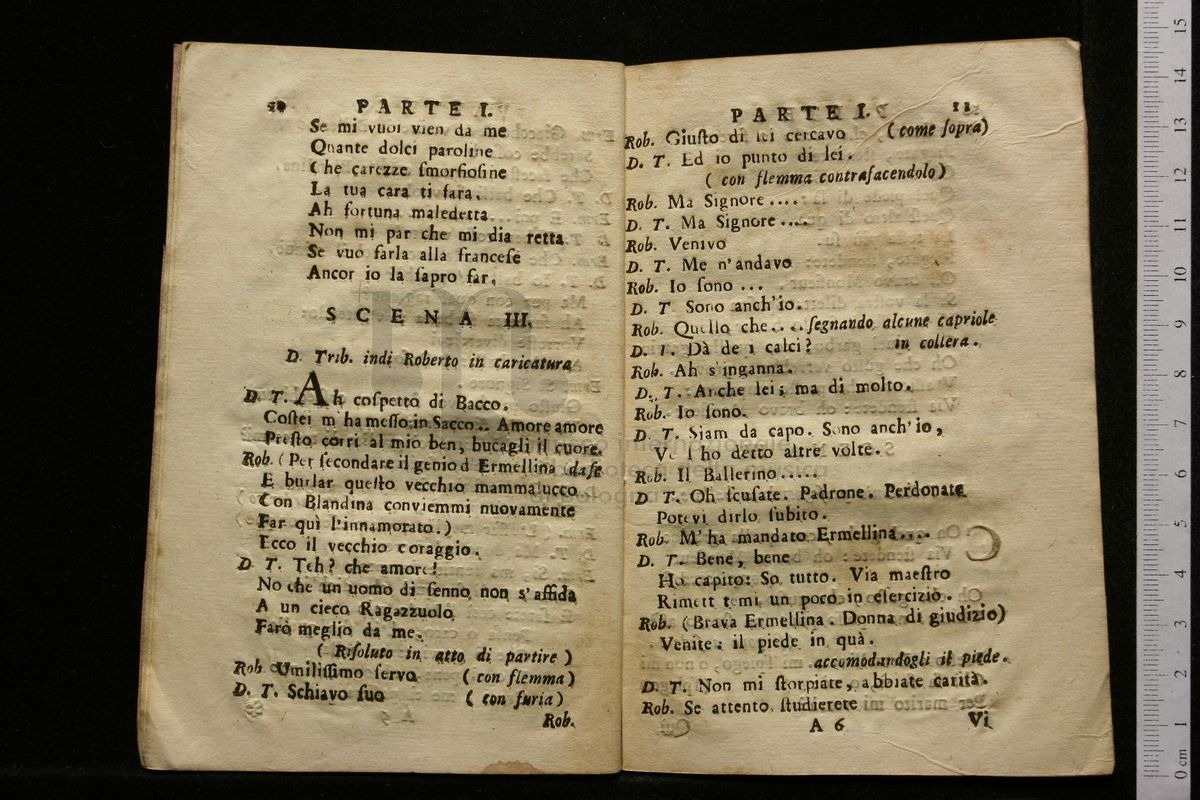 10 PARTE I.
Se mi vuoi vien da me
Quante dolci paroline
Che carezze ſmorfioſine
La tua cara ti fara.
Ah fortuna maledetta
Non mi par che mi dia retta
Se vuo farla alla franceſe
Ancor io la ſapro far.
SCENA III.
D. Trib. indi Roberto in caricatura
D. T. Ah coſpetto di Bacco.
Coſtei m'ha meſſo in Sacco.. Amore amore
Preſto corri al mio ben, bucagli il cuore.
Rob. (Per ſecondare il genio d Ermellina (da ſe
E burlar queſto vecchio mammalucco
Con Blandina conviemmi nuovamente
Far quì l'innamorato.)
Ecco il vecchio coraggio.
D. T. Teh? che amore!
No che un uomo di ſenno non s'affida
A un cieco Ragazzuolo
Farò meglio da me.
( Riſoluto in atto di partire )
Rob. Umiliſſimo ſervo (con flemma)
D. T. Schiavo ſuo (con furia)
Rob.
PARTE I. 11
Rob. Giuſto di lei cercavo (come ſopra)
D. T. Ed io punto di lei.
( con flemma contrafacendolo)
Rob. Ma Signore ....
D. T. Ma Signore ....
Rob. Venivo
D. T. Me n'andavo
Rob. Io ſono ...
D. T Sono anch'io.
Rob. Quello che.... ſegnando alcune capriole
D. T. Dà de i calci? in collera.
Rob. Ah s'inganna.
D. T. Anche lei; ma di molto.
Rob. Io ſono.
D. T. Siam da capo. Sono anch'io,
Ve l ho detto altre volte.
Rob. Il Ballerino.....
D. T. Oh ſcuſate. Padrone. Perdonate
Potevi dirlo ſubito.
Rob. M'ha mandato Ermellina....
D. T. Bene, bene
Ho capito: So tutto. Via maeſtro
Rimettetemi un poco in eſercizio.
Rob. (Brava Ermellina. Donna di giudizio)
Venite: il piede in quà.
accomodandogli il piede.
D. T. Non mi ſtorpiate, abbiate carità.
Rob. Se attento ſtudierete
A 6 Vi